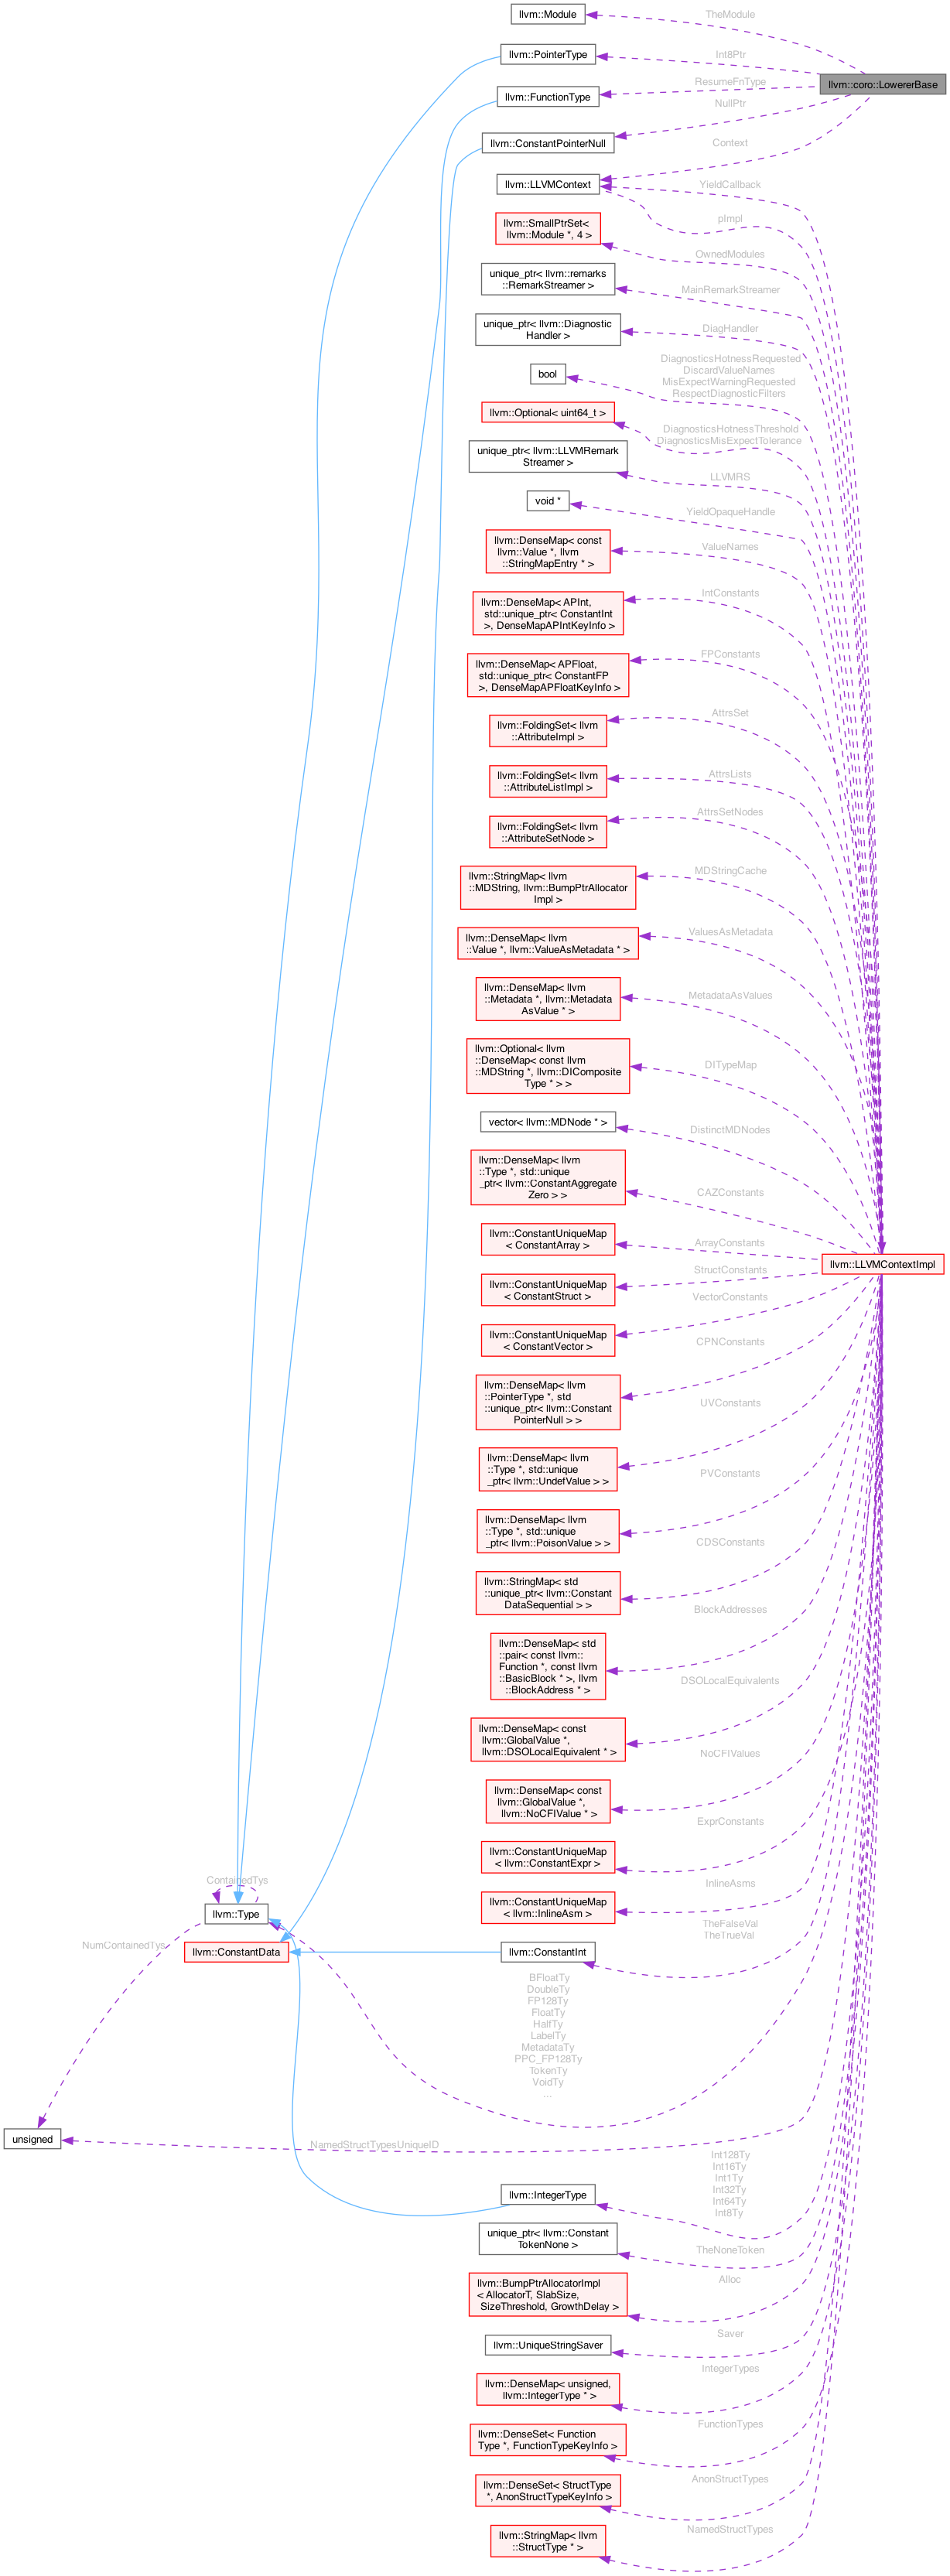 llvm::Module
TheModule
llvm::PointerType
Int8Ptr
llvm::coro::LowererBase
ResumeFnType
llvm::FunctionType
NullPtr
llvm::ConstantPointerNull
Context
llvm::LLVMContext
YieldCallback
pImpl
llvm::SmallPtrSet<
llvm::Module *, 4 >
OwnedModules
unique_ptr< llvm::remarks
::RemarkStreamer >
MainRemarkStreamer
unique_ptr< llvm::Diagnostic
Handler >
DiagHandler
bool
DiagnosticsHotnessRequested
DiscardValueNames
MisExpectWarningRequested
RespectDiagnosticFilters
llvm::Optional< uint64_t >
DiagnosticsHotnessThreshold
DiagnosticsMisExpectTolerance
unique_ptr< llvm::LLVMRemark
Streamer >
LLVMRS
void *
YieldOpaqueHandle
llvm::DenseMap< const
llvm::Value *, llvm
::StringMapEntry * >
ValueNames
llvm::DenseMap< APInt,
std::unique_ptr< ConstantInt
>, DenseMapAPIntKeyInfo >
IntConstants
llvm::DenseMap< APFloat,
std::unique_ptr< ConstantFP
>, DenseMapAPFloatKeyInfo >
FPConstants
llvm::FoldingSet< llvm
::AttributeImpl >
AttrsSet
llvm::FoldingSet< llvm
::AttributeListImpl >
AttrsLists
llvm::FoldingSet< llvm
::AttributeSetNode >
AttrsSetNodes
llvm::StringMap< llvm
::MDString, llvm::BumpPtrAllocator
Impl >
MDStringCache
llvm::DenseMap< llvm
::Value *, llvm::ValueAsMetadata * >
ValuesAsMetadata
llvm::DenseMap< llvm
::Metadata *, llvm::Metadata
AsValue * >
MetadataAsValues
llvm::Optional< llvm
::DenseMap< const llvm
::MDString *, llvm::DIComposite
Type * > >
DITypeMap
vector< llvm::MDNode * >
DistinctMDNodes
llvm::DenseMap< llvm
::Type *, std::unique
_ptr< llvm::ConstantAggregate
Zero > >
CAZConstants
llvm::ConstantUniqueMap
< ConstantArray >
ArrayConstants
llvm::LLVMContextImpl
llvm::ConstantUniqueMap
< ConstantStruct >
StructConstants
llvm::ConstantUniqueMap
< ConstantVector >
VectorConstants
llvm::DenseMap< llvm
::PointerType *, std
::unique_ptr< llvm::Constant
PointerNull > >
CPNConstants
llvm::DenseMap< llvm
::Type *, std::unique
_ptr< llvm::UndefValue > >
UVConstants
llvm::DenseMap< llvm
::Type *, std::unique
_ptr< llvm::PoisonValue > >
PVConstants
llvm::StringMap< std
::unique_ptr< llvm::Constant
DataSequential > >
CDSConstants
llvm::DenseMap< std
::pair< const llvm::
Function *, const llvm
::BasicBlock * >, llvm
::BlockAddress * >
BlockAddresses
llvm::DenseMap< const
llvm::GlobalValue *,
llvm::DSOLocalEquivalent * >
DSOLocalEquivalents
llvm::DenseMap< const
llvm::GlobalValue *,
llvm::NoCFIValue * >
NoCFIValues
llvm::ConstantUniqueMap
< llvm::ConstantExpr >
ExprConstants
llvm::ConstantUniqueMap
< llvm::InlineAsm >
InlineAsms
ContainedTys
llvm::Type
NumContainedTys
llvm::ConstantData
llvm::ConstantInt
TheFalseVal
TheTrueVal
BFloatTy
DoubleTy
FP128Ty
FloatTy
HalfTy
LabelTy
MetadataTy
PPC_FP128Ty
TokenTy
VoidTy
...
unsigned
NamedStructTypesUniqueID
llvm::IntegerType
Int128Ty
Int16Ty
Int1Ty
Int32Ty
Int64Ty
Int8Ty
unique_ptr< llvm::Constant
TokenNone >
TheNoneToken
llvm::BumpPtrAllocatorImpl
< AllocatorT, SlabSize,
SizeThreshold, GrowthDelay >
Alloc
llvm::UniqueStringSaver
Saver
llvm::DenseMap< unsigned,
llvm::IntegerType * >
IntegerTypes
llvm::DenseSet< Function
Type *, FunctionTypeKeyInfo >
FunctionTypes
llvm::DenseSet< StructType
*, AnonStructTypeKeyInfo >
AnonStructTypes
llvm::StringMap< llvm
::StructType * >
NamedStructTypes